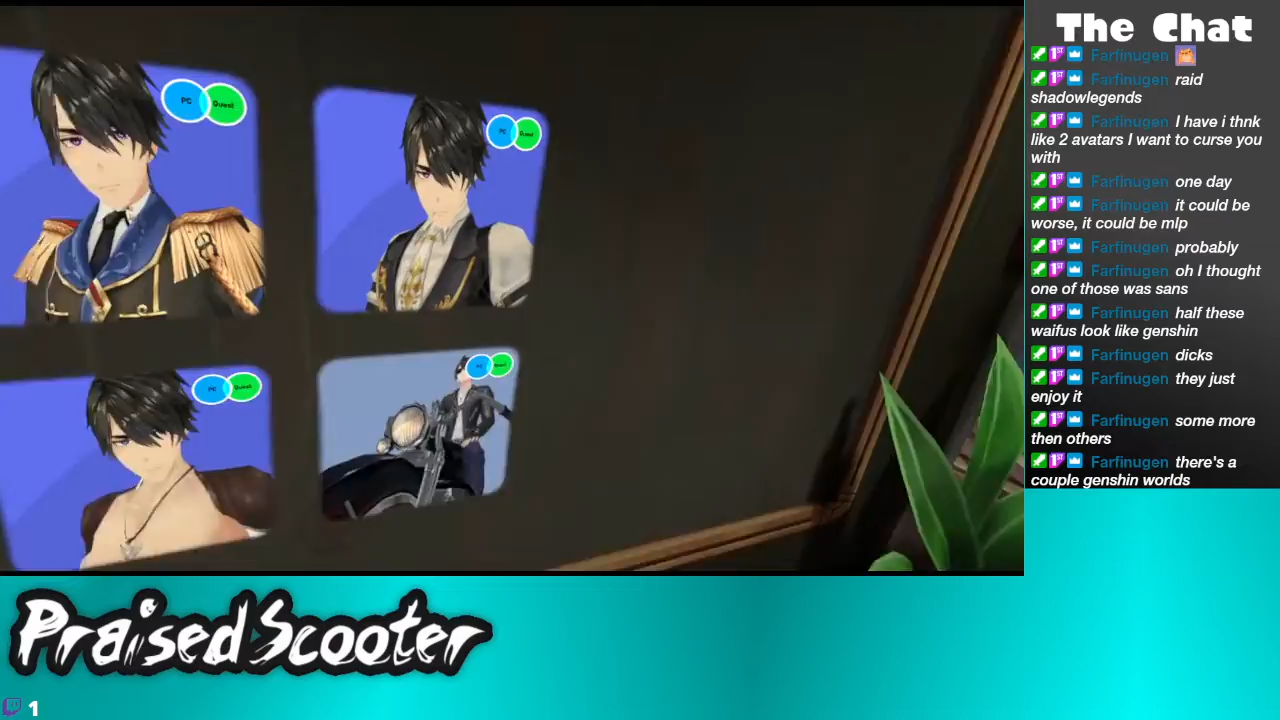 The Chat
Farfinugen
Farfinugen raid
shadowlegends
Farfinugen I have i thnk
like 2 avatars I want to curse you
with
Farfinugen one day
Farfinugen it could be
worse, it could be mlp
Farfinugen probably
Farfinugen oh I thought
one of those was sans
Farfinugen half these
waifus look like genshin
Farfinugen dicks
Farfinugen they just
enjoy it
Farfinugen some more
then others
Farfinugen there's a
couple genshin worlds
PC Quest
PC Quest
PC Quest
PC Quest
PraisedScooter
1